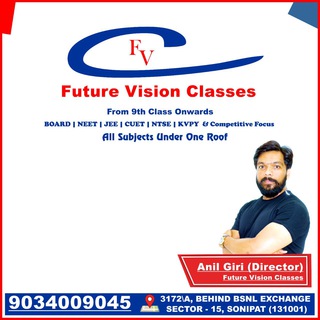 FV
Future Vision Classes
From 9th Class Onwards
BOARD | NEET | JEE | CUET | NTSE | KVPY & Competitive Focus
All Subjects Under One Roof
Anil Giri (Director)
Future Vision Classes
9034009045
3172\A, BEHIND BSNL EXCHANGE
SECTOR - 15, SONIPAT (131001)